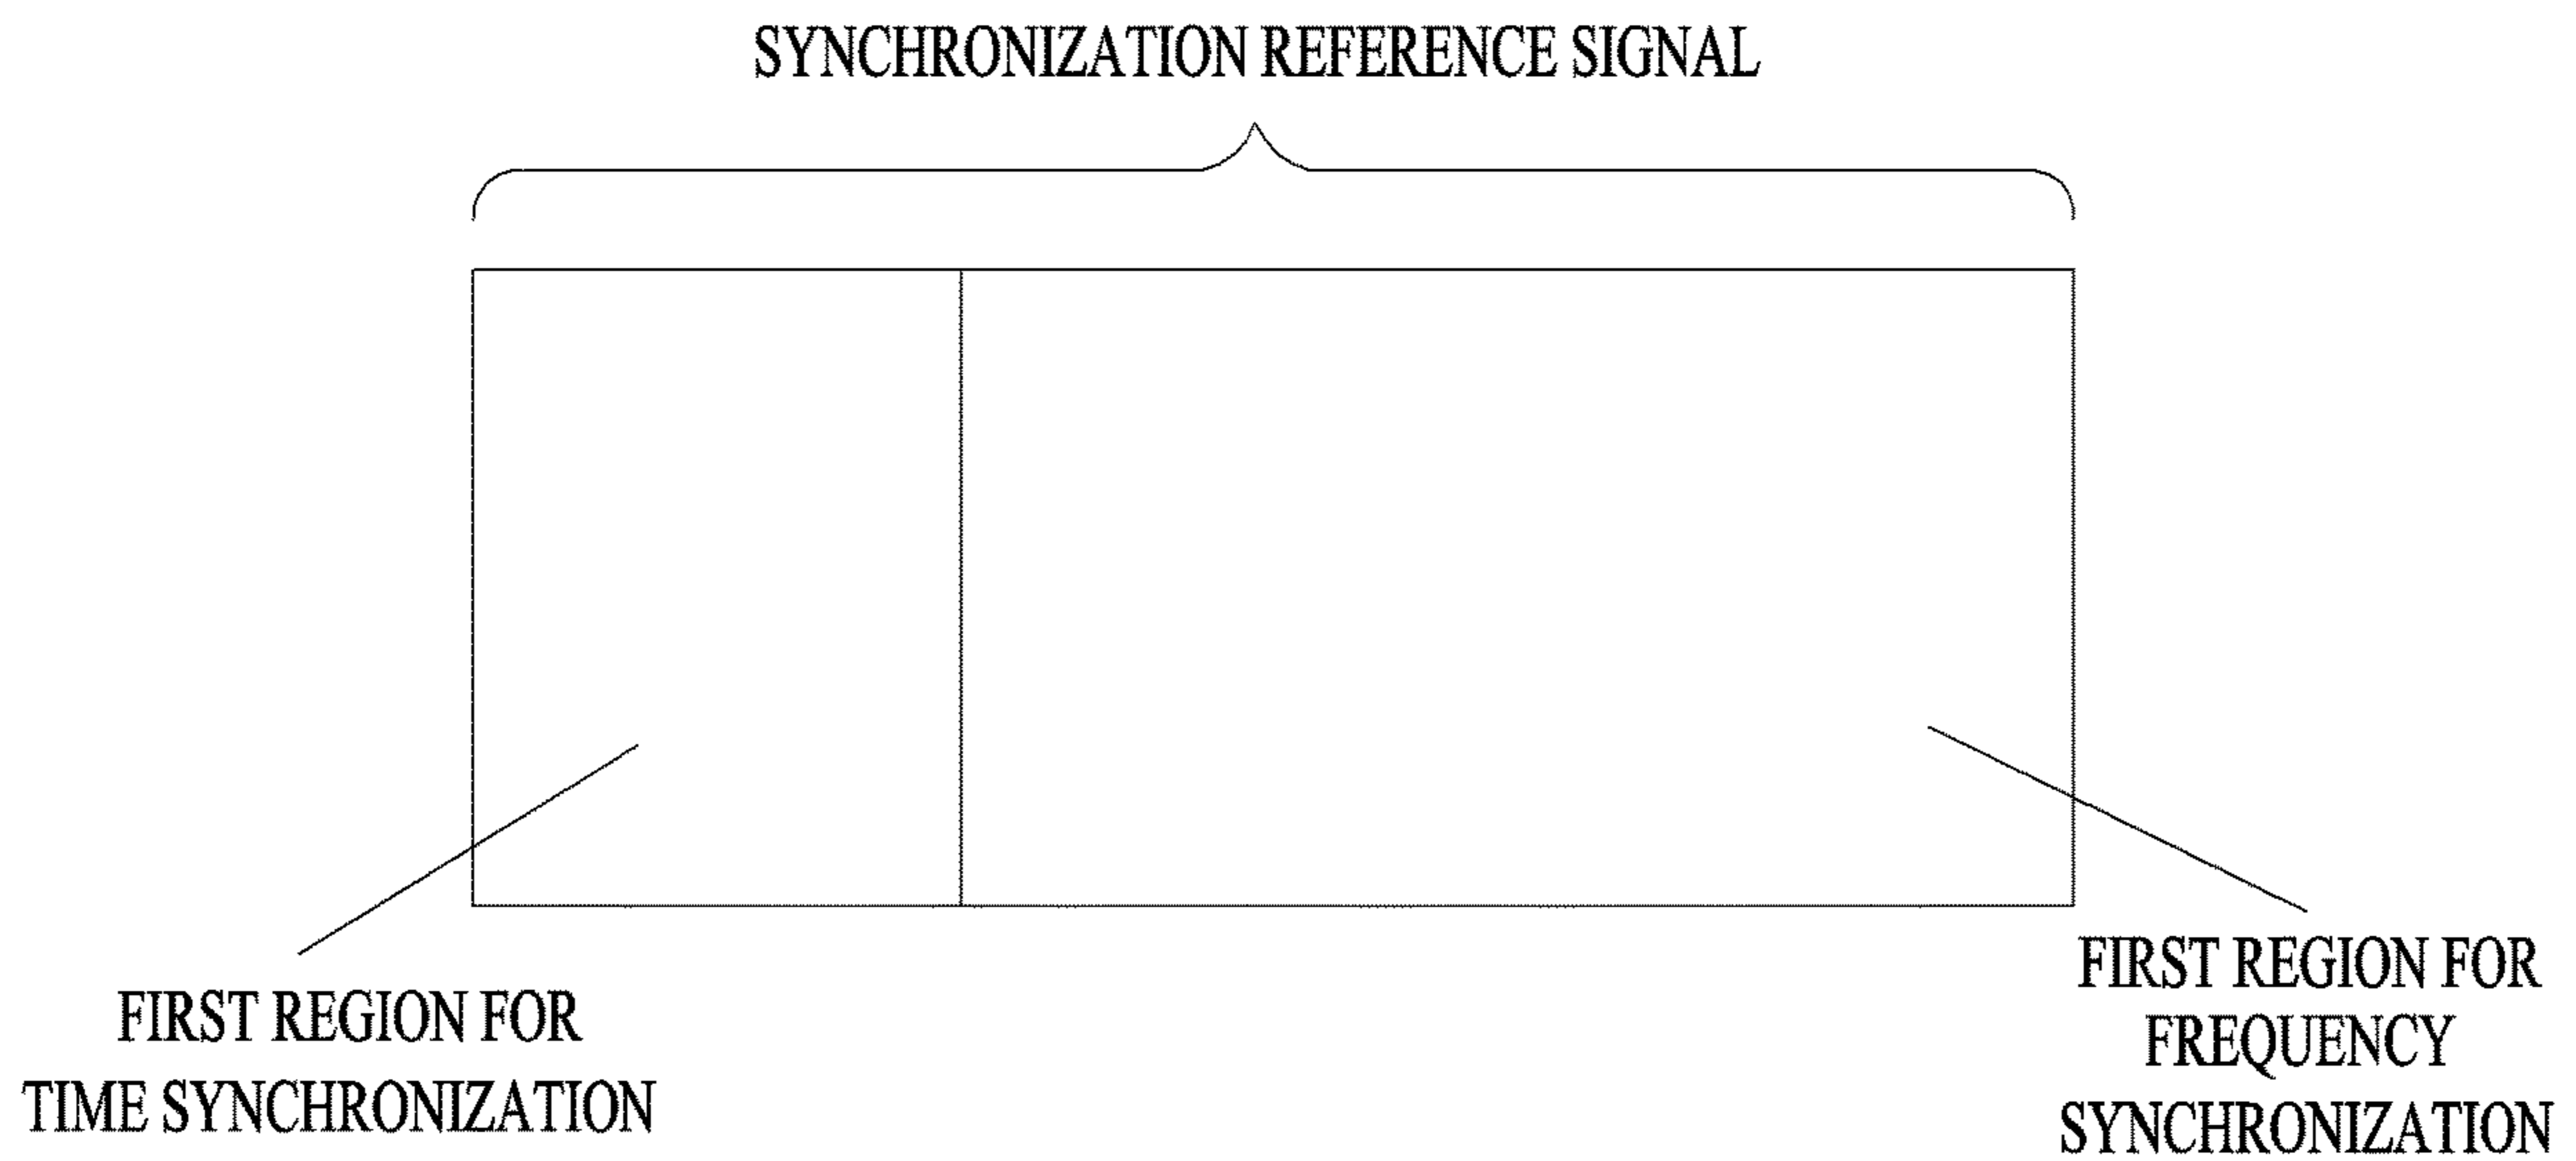 SYNCHRONIZATION REFERENCE SIGNAL
FIRST REGION FOR
TIME SYNCHRONIZATION
FIRST REGION FOR
FREQUENCY
SYNCHRONIZATION